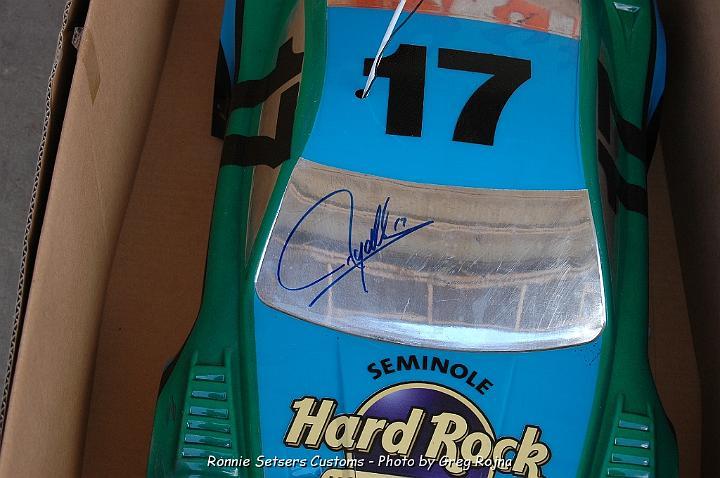 17
SEMINOLE
Hard Rock
Ronnie Setsers Customs - Photo by Greg Rojna